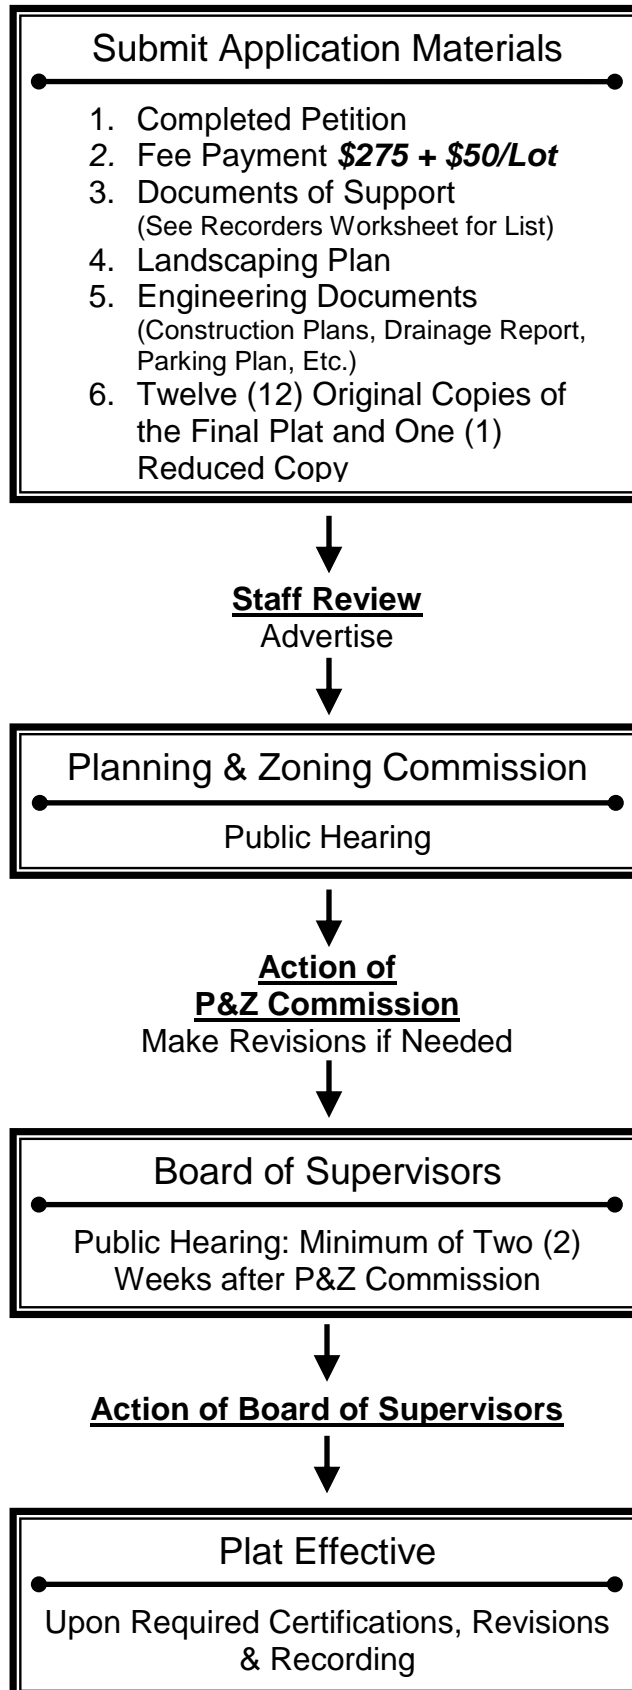 Submit Application Materials
1. Completed Petition
2. Fee Payment $275 + $50/Lot
3. Documents of Support
(See Recorders Worksheet for List)
4. Landscaping Plan
5. Engineering Documents
(Construction Plans, Drainage Report,
Parking Plan, Etc.)
6. Twelve (12) Original Copies of
the Final Plat and One (1)
Reduced Copy
Staff Review
Advertise
Planning & Zoning Commission
Public Hearing
Action of
P&Z Commission
Make Revisions if Needed
Board of Supervisors
Public Hearing: Minimum of Two (2)
Weeks after P&Z Commission
Action of Board of Supervisors
Plat Effective
Upon Required Certifications, Revisions
& Recording